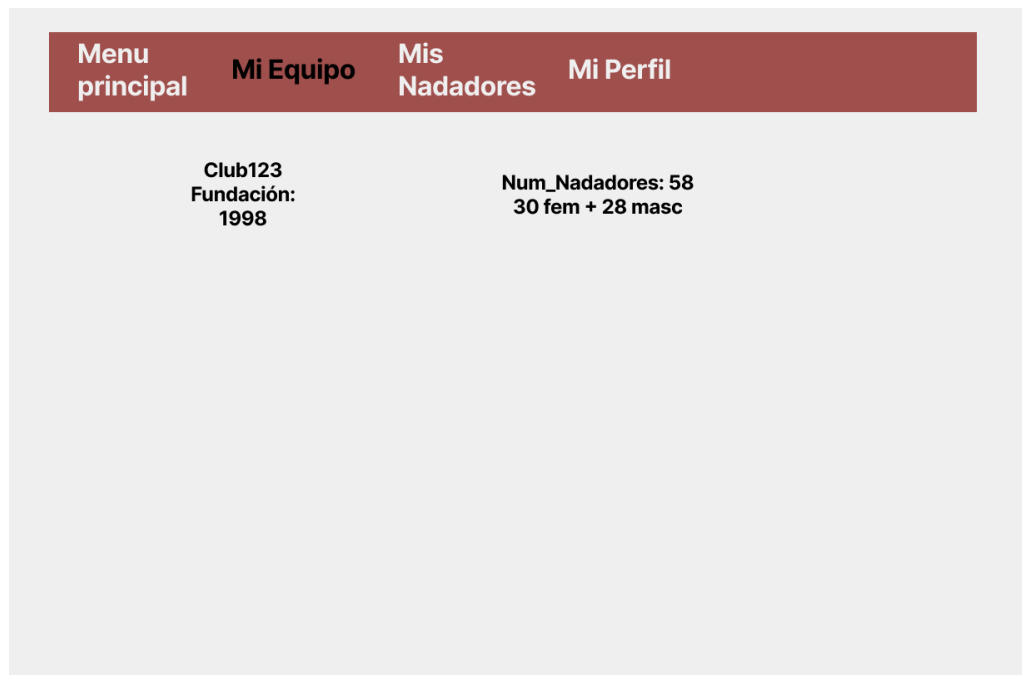 Menu
principal
Mi Equipo
Mis
Nadadores
Mi Perfil
Club123
Fundación:
1998
Num_Nadadores: 58
30 fem + 28 masc